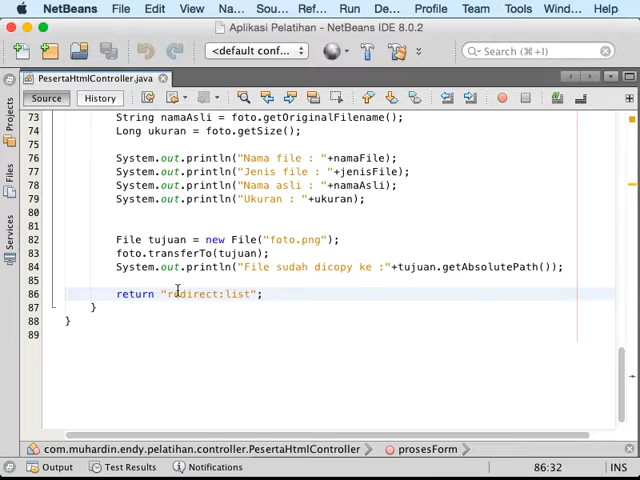 NetBeans File Edit View Na... Sou... Ref... Run De... Profile Team Tools Wind... Help
Aplikasi Pelatihan - NetBeans IDE 8.0.2
<default conf... Search (⌘+I)
PesertaHtmlController.java
Source History
73 String namaAsli = foto.getOriginalFilename();
74 Long ukuran = foto.getSize();
75
76 System.out.println("Nama file : "+namaFile);
77 System.out.println("Jenis file : "+jenisFile);
78 System.out.println("Nama asli : "+namaAsli);
79 System.out.println("Ukuran : "+ukuran);
80
81
82 File tujuan = new File("foto.png");
83 foto.transferTo(tujuan);
84 System.out.println("File sudah dicopy ke :"+tujuan.getAbsolutePath());
85
86 return "redirect:list";
87 }
88 }
89
Projects
Files
Services
com.muhardin.endy.pelatihan.controller.PesertaHtmlController prosesForm
Output Test Results Notifications 86:32 INS